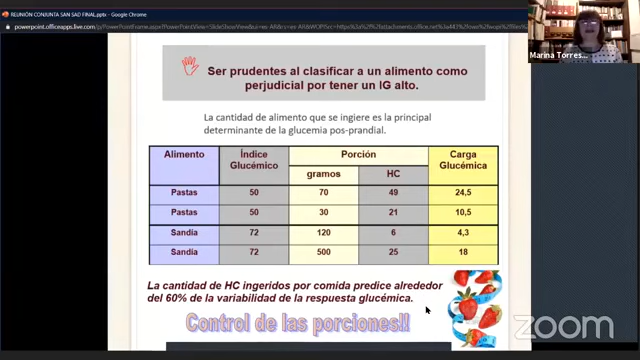 REUNIÓN CONJUNTA SAN SAD FINAL.pptx - Google Chrome
Marina Torres...
Ser prudentes al clasificar a un alimento como
perjudicial por tener un IG alto.
La cantidad de alimento que se ingiere es la principal
determinante de la glucemia pos-prandial.
Alimento Índice Glucémico Porción Carga Glucémica
gramos HC
Pastas 50 70 49 24,5
Pastas 50 30 21 10,5
Sandía 72 120 6 4,3
Sandía 72 500 25 18
La cantidad de HC ingeridos por comida predice alrededor
del 60% de la variabilidad de la respuesta glucémica.
Control de las porciones!!
zoom